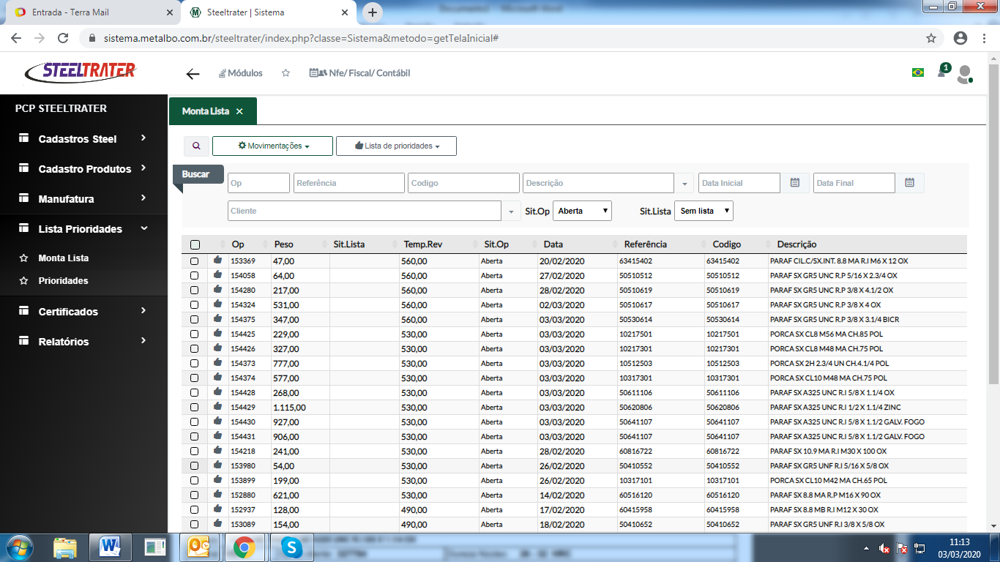 Entrada - Terra Mail
Steeltrater | Sistema
sistema.metalbo.com.br/steeltrater/index.php?classe=Sistema&metodo=getTelaInicial#
STEELTRATER
Módulos
Nfe/ Fiscal/ Contábil
1
PCP STEELTRATER
Cadastros Steel
Cadastro Produtos
Manufatura
Lista Prioridades
Monta Lista
Prioridades
Certificados
Relatórios
Monta Lista
Movimentações
Lista de prioridades
Buscar
Op Referência Codigo Descrição Data Inicial Data Final
Cliente Sit.Op Aberta Sit.Lista Sem lista
Op Peso Sit.Lista Temp.Rev Sit.Op Data Referência Codigo Descrição
153369 47,00 560,00 Aberta 20/02/2020 63415402 63415402 PARAF CIL.C/SX.INT. 8.8 MA R.I M6 X 12 OX
154058 64,00 560,00 Aberta 27/02/2020 50510512 50510512 PARAF SX GR5 UNC R.P 5/16 X 2.3/4 OX
154280 217,00 560,00 Aberta 28/02/2020 50510619 50510619 PARAF SX GR5 UNC R.P 3/8 X 4.1/2 OX
154324 531,00 560,00 Aberta 02/03/2020 50510617 50510617 PARAF SX GR5 UNC R.P 3/8 X 4 OX
154375 347,00 560,00 Aberta 03/03/2020 50530614 50530614 PARAF SX GR5 UNC R.P 3/8 X 3.1/4 BICR
154425 229,00 530,00 Aberta 03/03/2020 10217501 10217501 PORCA SX CL8 M56 MA CH.85 POL
154426 327,00 530,00 Aberta 03/03/2020 10217301 10217301 PORCA SX CL8 M48 MA CH.75 POL
154373 777,00 530,00 Aberta 03/03/2020 10512503 10512503 PORCA SX 2H 2.3/4 UN CH.4.1/4 POL
154374 577,00 530,00 Aberta 03/03/2020 10317301 10317301 PORCA SX CL10 M48 MA CH.75 POL
154428 268,00 530,00 Aberta 03/03/2020 50611106 50611106 PARAF SX A325 UNC R.I 5/8 X 1.1/4 OX
154429 1.115,00 530,00 Aberta 03/03/2020 50620806 50620806 PARAF SX A325 UNC R.I 1/2 X 1.1/4 ZINC
154430 927,00 530,00 Aberta 03/03/2020 50641107 50641107 PARAF SX A325 UNC R.I 5/8 X 1.1/2 GALV. FOGO
154431 906,00 530,00 Aberta 03/03/2020 50641107 50641107 PARAF SX A325 UNC R.I 5/8 X 1.1/2 GALV. FOGO
154218 241,00 530,00 Aberta 28/02/2020 60816722 60816722 PARAF SX 10.9 MA R.I M30 X 100 OX
153980 54,00 530,00 Aberta 26/02/2020 50410552 50410552 PARAF SX GR5 UNF R.I 5/16 X 5/8 OX
153899 199,00 530,00 Aberta 26/02/2020 10317101 10317101 PORCA SX CL10 M42 MA CH.65 POL
152880 621,00 530,00 Aberta 14/02/2020 60516120 60516120 PARAF SX 8.8 MA R.P M16 X 90 OX
152937 128,00 490,00 Aberta 17/02/2020 60415958 60415958 PARAF SX 8.8 MB R.I M12 X 30 OX
153089 154,00 490,00 Aberta 18/02/2020 50410652 50410652 PARAF SX GR5 UNF R.I 3/8 X 5/8 OX
11:13
03/03/2020